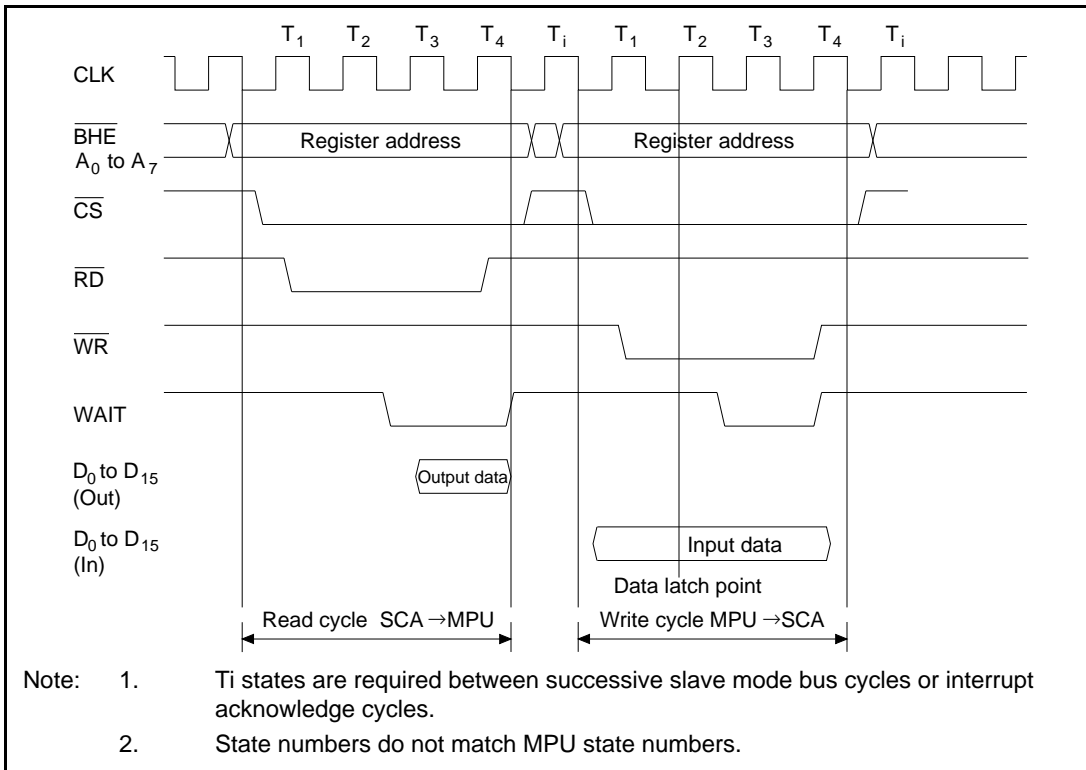 T1 T2 T3 T4 Ti T1 T2 T3 T4 Ti
CLK
BHE
A0 to A7
Register address Register address
CS
RD
WR
WAIT
D0 to D15
(Out)
Output data
D0 to D15
(In)
Input data
Data latch point
Read cycle SCA →MPU Write cycle MPU →SCA
Note: 1. Ti states are required between successive slave mode bus cycles or interrupt
acknowledge cycles.
2. State numbers do not match MPU state numbers.